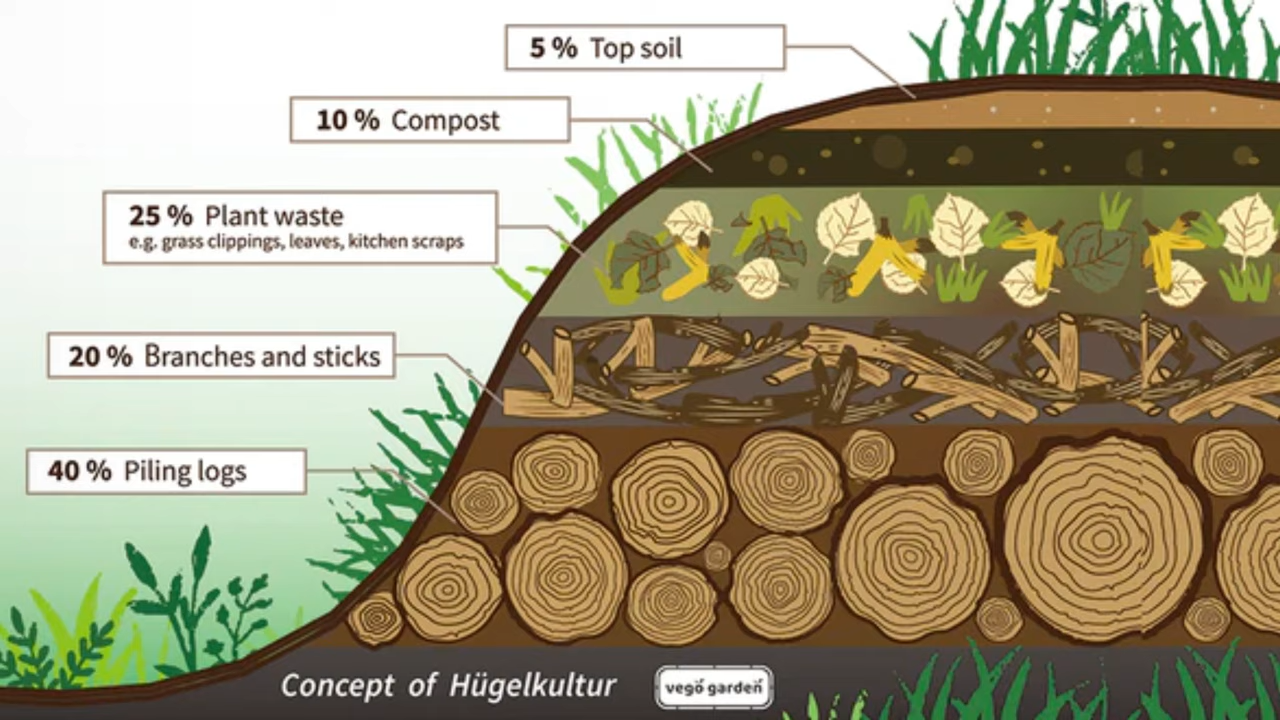 5 % Top soil
10 % Compost
25 % Plant waste
e.g. grass clippings, leaves, kitchen scraps
20 % Branches and sticks
40 % Piling logs
Concept of Hügelkultur
vego garden